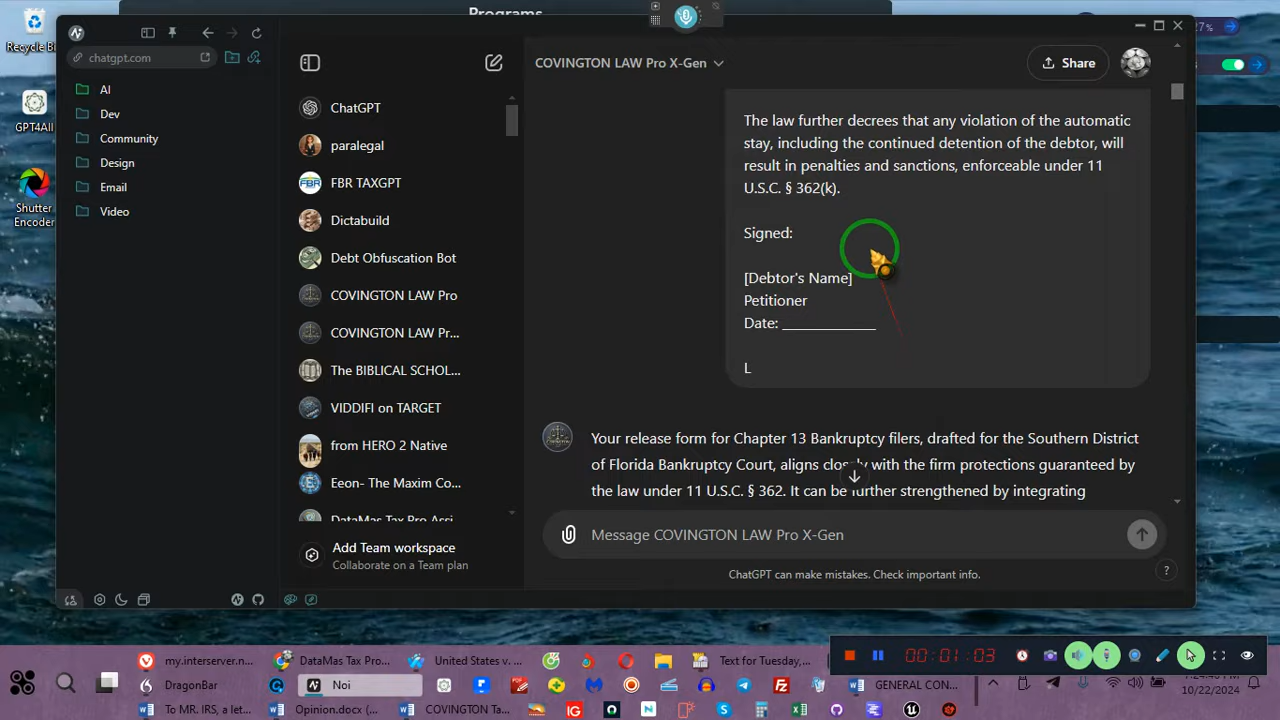 Programs
Recycle Bi
27%
chatgpt.com
COVINGTON LAW Pro X-Gen
Share
AI
Dev
Community
Design
Email
Video
GPT4All
Shutter
Encoder
ChatGPT
paralegal
FBR TAXGPT
Dictabuild
Debt Obfuscation Bot
COVINGTON LAW Pro
COVINGTON LAW Pr...
The BIBLICAL SCHOL...
VIDDIFI on TARGET
from HERO 2 Native
Eeon- The Maxim Co...
DataMas Tax Pro Assi
Add Team workspace
Collaborate on a Team plan
The law further decrees that any violation of the automatic
stay, including the continued detention of the debtor, will
result in penalties and sanctions, enforceable under 11
U.S.C. § 362(k).
Signed:
[Debtor's Name]
Petitioner
Date: ______________
L
Your release form for Chapter 13 Bankruptcy filers, drafted for the Southern District
of Florida Bankruptcy Court, aligns closely with the firm protections guaranteed by
the law under 11 U.S.C. § 362. It can be further strengthened by integrating
Message COVINGTON LAW Pro X-Gen
ChatGPT can make mistakes. Check important info.
?
00:01:03
my.interserver.n...
DataMas Tax Pro...
United States v....
Text for Tuesday,...
DragonBar
Noi
GENERAL CON...
10/22/2024
To MR. IRS, a let...
Opinion.docx (...
COVINGTON Ta...